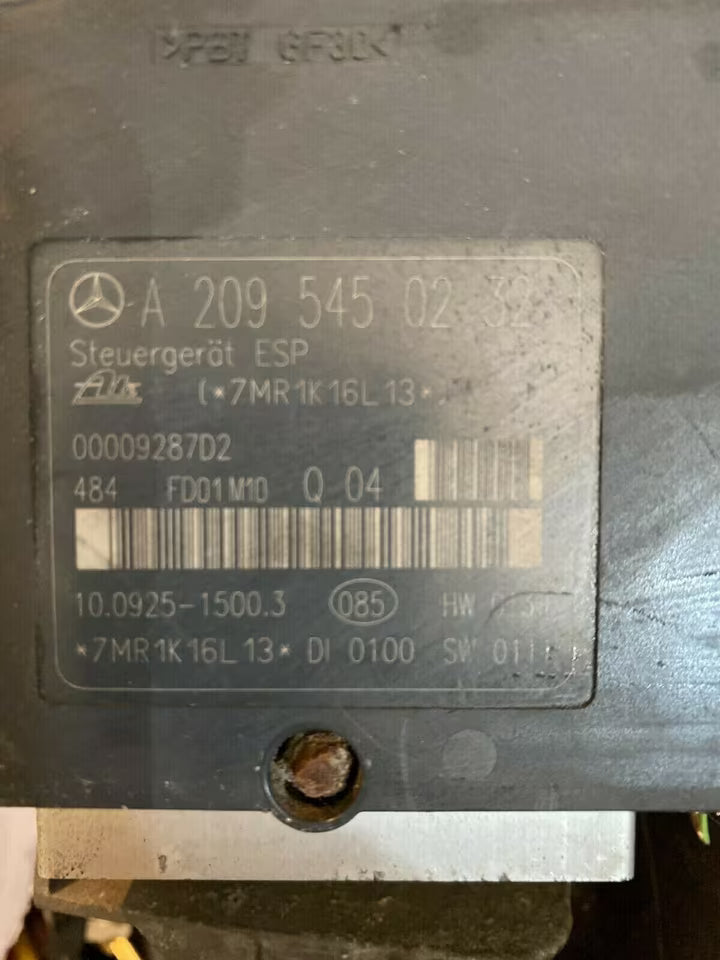 >PBT GF30<
A 209 545 02 32
Steuergerät ESP
Ate (*7MR1K16L13*)
00009287D2
484 FD01M10 Q 04
10.0925-1500.3 085 HW
*7MR1K16L13* DI 0100 SW